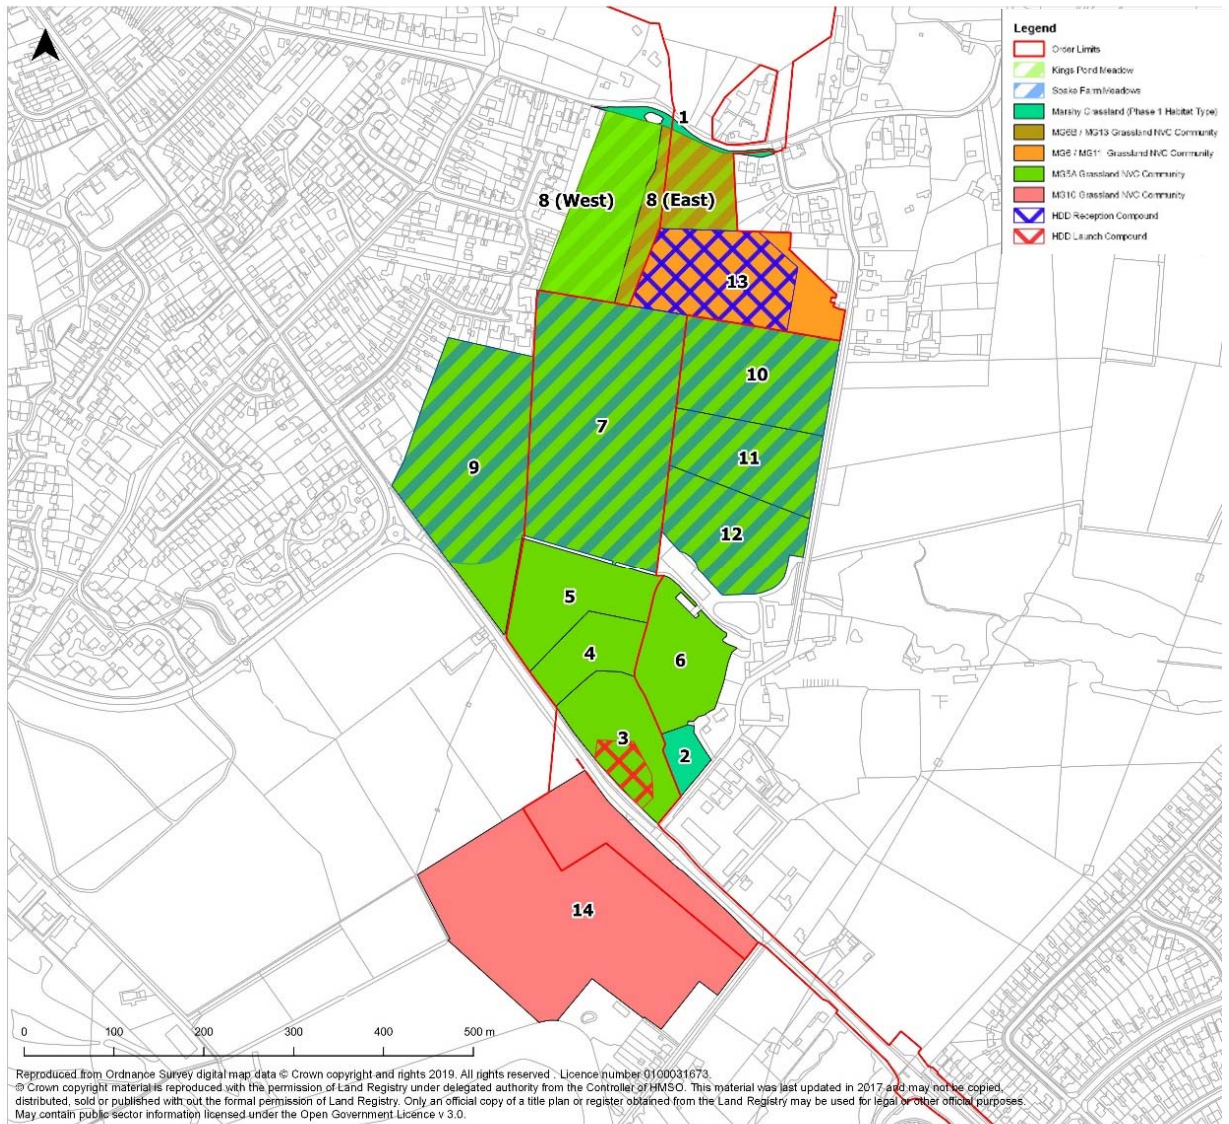 Legend
Order Limits
Kings Pond Meadow
Soake Farm Meadows
Marshy Grassland (Phase 1 Habitat Type)
MG6B / MG13 Grassland NVC Community
MG6 / MG11 Grassland NVC Community
MG5A Grassland NVC Community
MG10 Grassland NVC Community
HDD Reception Compound
HDD Launch Compound
1
8 (West)
8 (East)
13
10
7
11
9
12
5
4
6
3
2
14
0 100 200 300 400 500 m
Reproduced from Ordnance Survey digital map data © Crown copyright and rights 2019. All rights reserved . Licence number 0100031673.
© Crown copyright material is reproduced with the permission of Land Registry under delegated authority from the Controller of HMSO. This material was last updated in 2017 and may not be copied,
distributed, sold or published with out the formal permission of Land Registry. Only an official copy of a title plan or register obtained from the Land Registry may be used for legal or other official purposes.
May contain public sector information licensed under the Open Government Licence v 3.0.